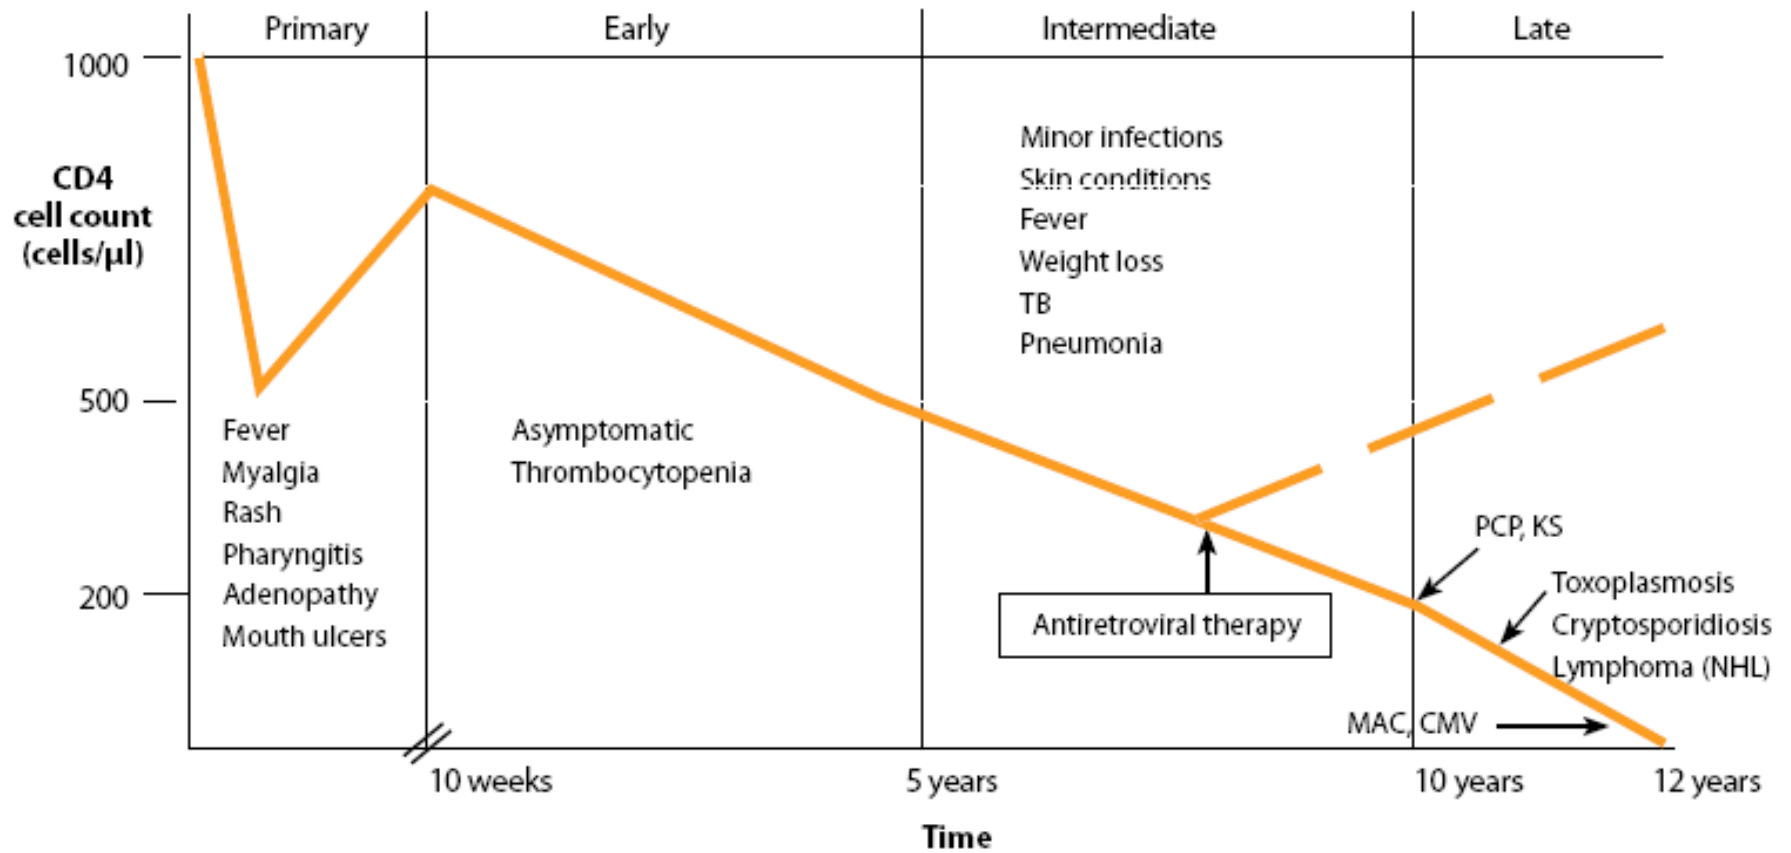 Primary
Early
Intermediate
Late
1000
CD4
cell count
(cells/µl)
500
200
Fever
Myalgia
Rash
Pharyngitis
Adenopathy
Mouth ulcers
Asymptomatic
Thrombocytopenia
Minor infections
Skin conditions
Fever
Weight loss
TB
Pneumonia
Antiretroviral therapy
PCP, KS
Toxoplasmosis
Cryptosporidiosis
Lymphoma (NHL)
MAC, CMV
10 weeks
5 years
10 years
12 years
Time